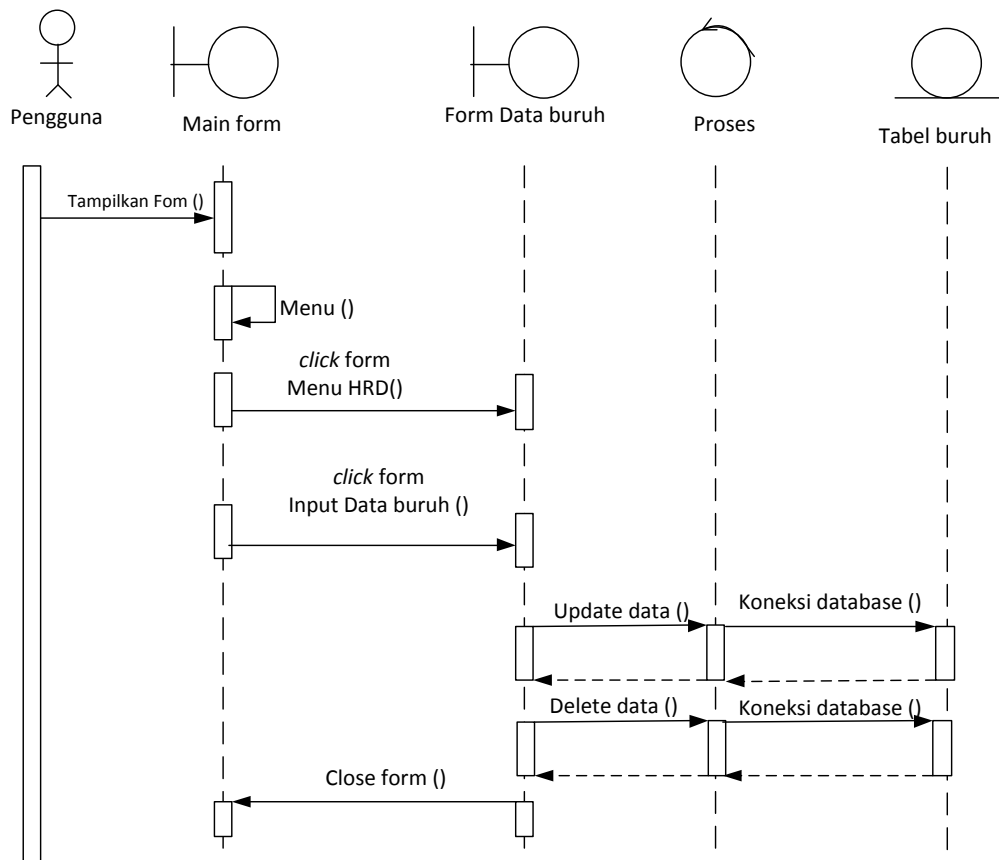 Pengguna
Main form
Form Data buruh
Proses
Tabel buruh
Tampilkan Fom ()
Menu ()
click form
Menu HRD()
click form
Input Data buruh ()
Update data ()
Koneksi database ()
Delete data ()
Koneksi database ()
Close form ()